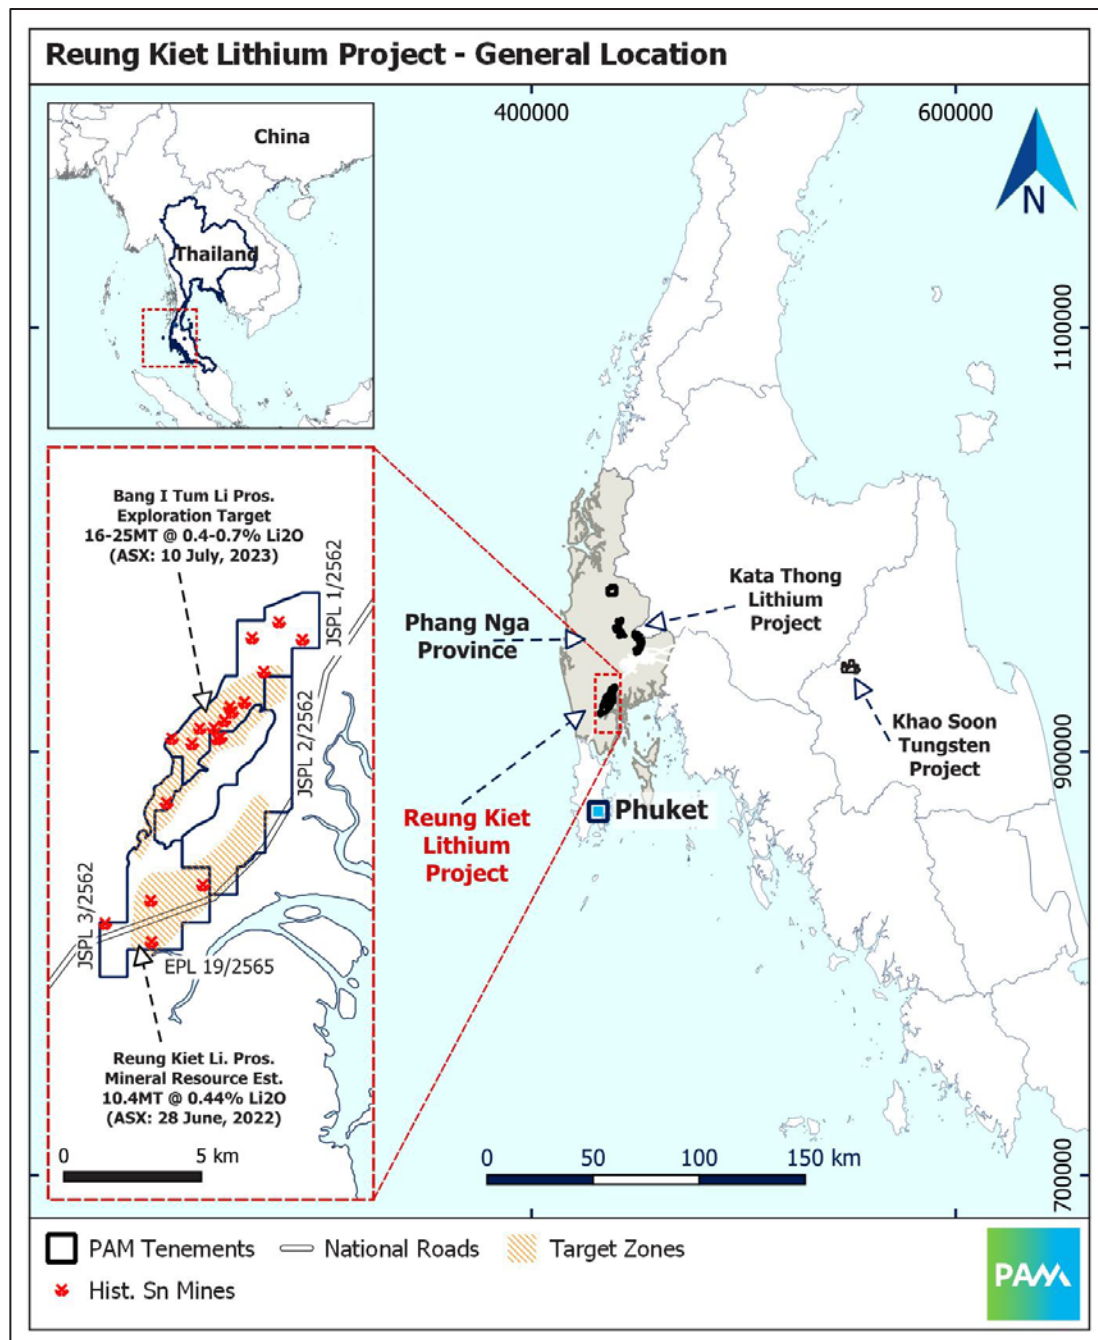 Reung Kiet Lithium Project - General Location
China
Thailand
400000
600000
N
1100000
900000
700000
Bang I Tum Li Pros.
Exploration Target
16-25MT @ 0.4-0.7% Li2O
(ASX: 10 July, 2023)
JSPL 1/2562
JSPL 2/2562
JSPL 3/2562
EPL 19/2565
Reung Kiet Li. Pros.
Mineral Resource Est.
10.4MT @ 0.44% Li2O
(ASX: 28 June, 2022)
0 5 km
Phang Nga
Province
Kata Thong
Lithium
Project
Khao Soon
Tungsten
Project
Reung Kiet
Lithium
Project
Phuket
0 50 100 150 km
PAM Tenements
National Roads
Target Zones
Hist. Sn Mines
PAM